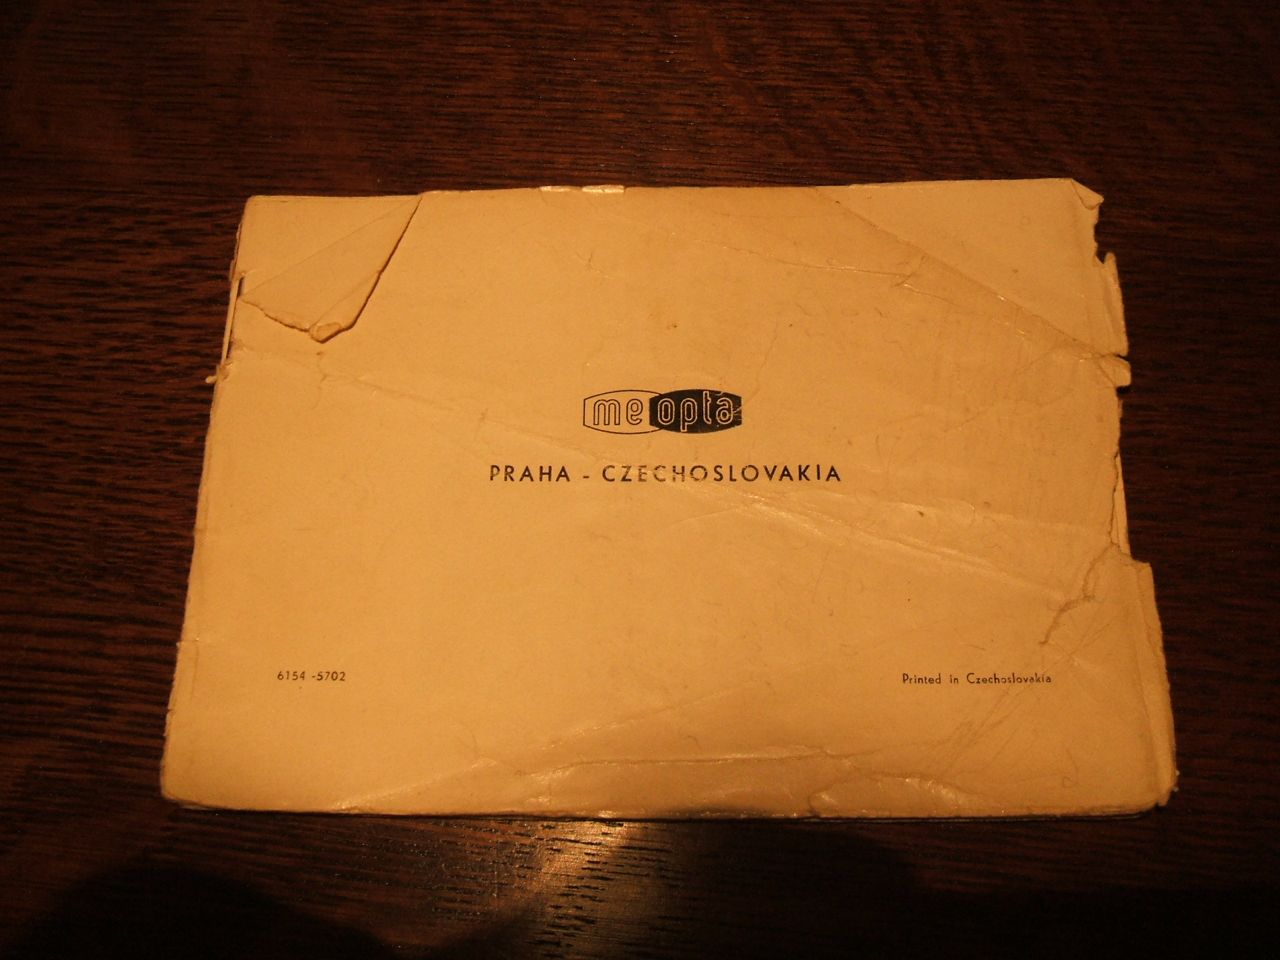 meopta
PRAHA - CZECHOSLOVAKIA
6154 -5702
Printed in Czechoslovakia